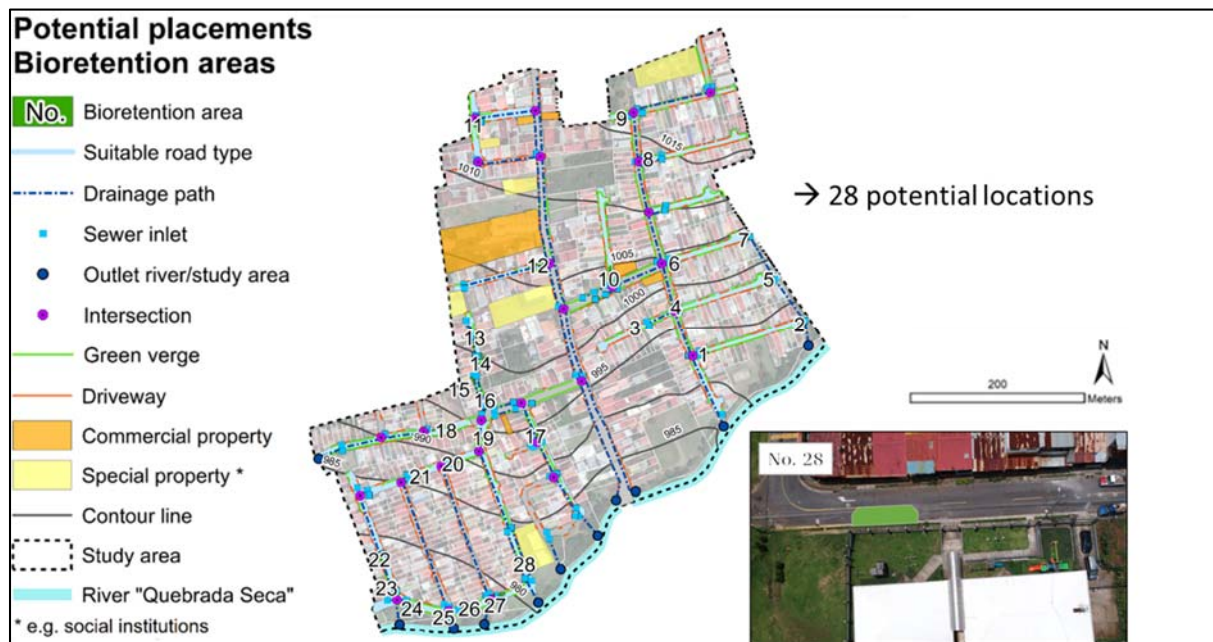 Potential placements
Bioretention areas
No. Bioretention area
Suitable road type
Drainage path
Sewer inlet
Outlet river/study area
Intersection
Green verge
Driveway
Commercial property
Special property *
Contour line
Study area
River "Quebrada Seca"
* e.g. social institutions
→ 28 potential locations
11
9
1015
8
1010
7
12
1005
6
10
1000
5
4
3
2
13
1
14
995
15
16
18
990
17
19
985
985
20
21
22
28
980
23
24
25
26
27
N
200
Meters
No. 28